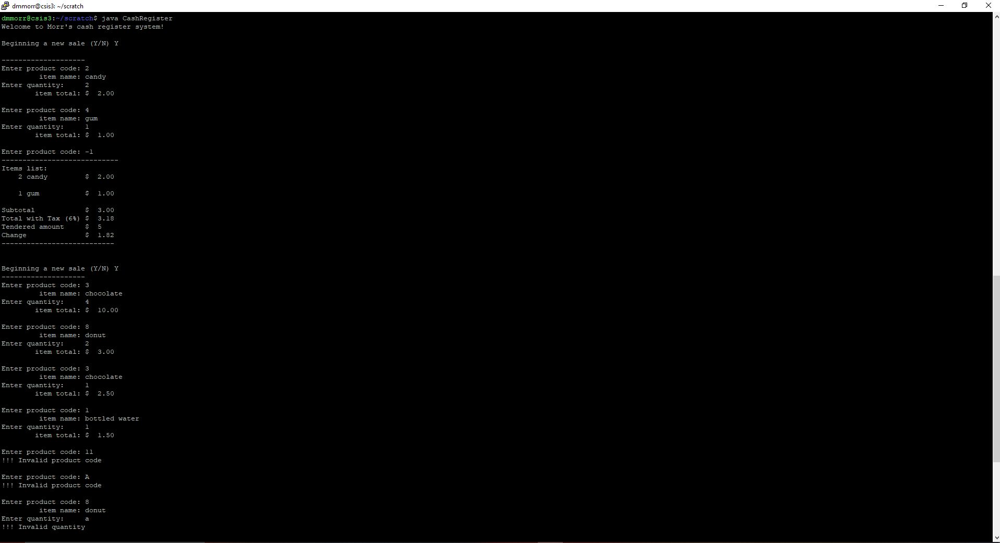 dmmorr@csis3: ~/scratch
dmmorr@csis3:~/scratch$ java CashRegister
Welcome to Morr's cash register system!
Beginning a new sale (Y/N) Y
--------------------
Enter product code: 2
         item name: candy
Enter quantity:     2
        item total: $  2.00
Enter product code: 4
         item name: gum
Enter quantity:     1
        item total: $  1.00
Enter product code: -1
----------------------------
Items list:
    2 candy         $  2.00
    1 gum           $  1.00
Subtotal            $  3.00
Total with Tax (6%) $  3.18
Tendered amount     $  5
Change              $  1.82
---------------------------
Beginning a new sale (Y/N) Y
--------------------
Enter product code: 3
         item name: chocolate
Enter quantity:     4
        item total: $  10.00
Enter product code: 8
         item name: donut
Enter quantity:     2
        item total: $  3.00
Enter product code: 3
         item name: chocolate
Enter quantity:     1
        item total: $  2.50
Enter product code: 1
         item name: bottled water
Enter quantity:     1
        item total: $  1.50
Enter product code: 11
!!! Invalid product code
Enter product code: A
!!! Invalid product code
Enter product code: 8
         item name: donut
Enter quantity:     a
!!! Invalid quantity